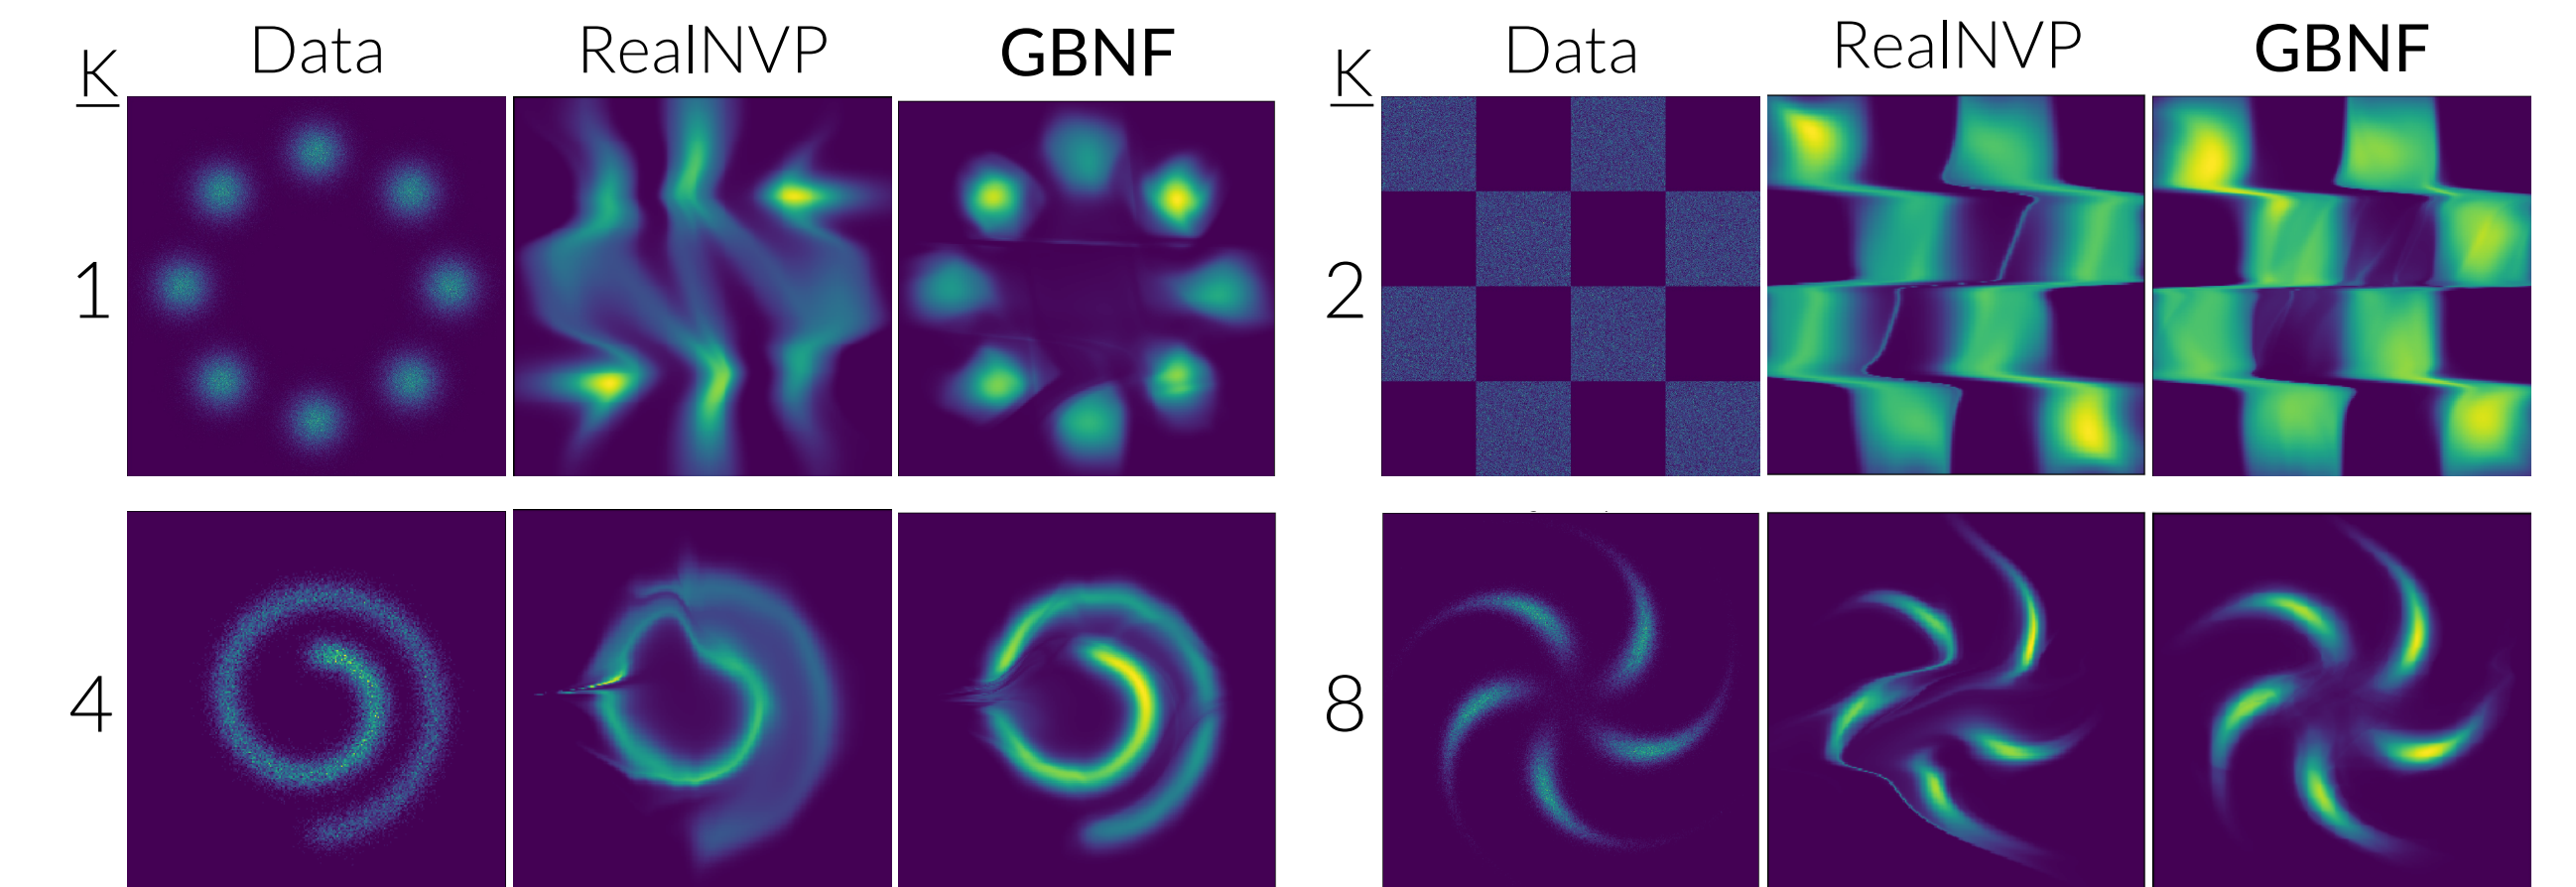 K Data RealNVP GBNF K Data RealNVP GBNF
1 2
4 8